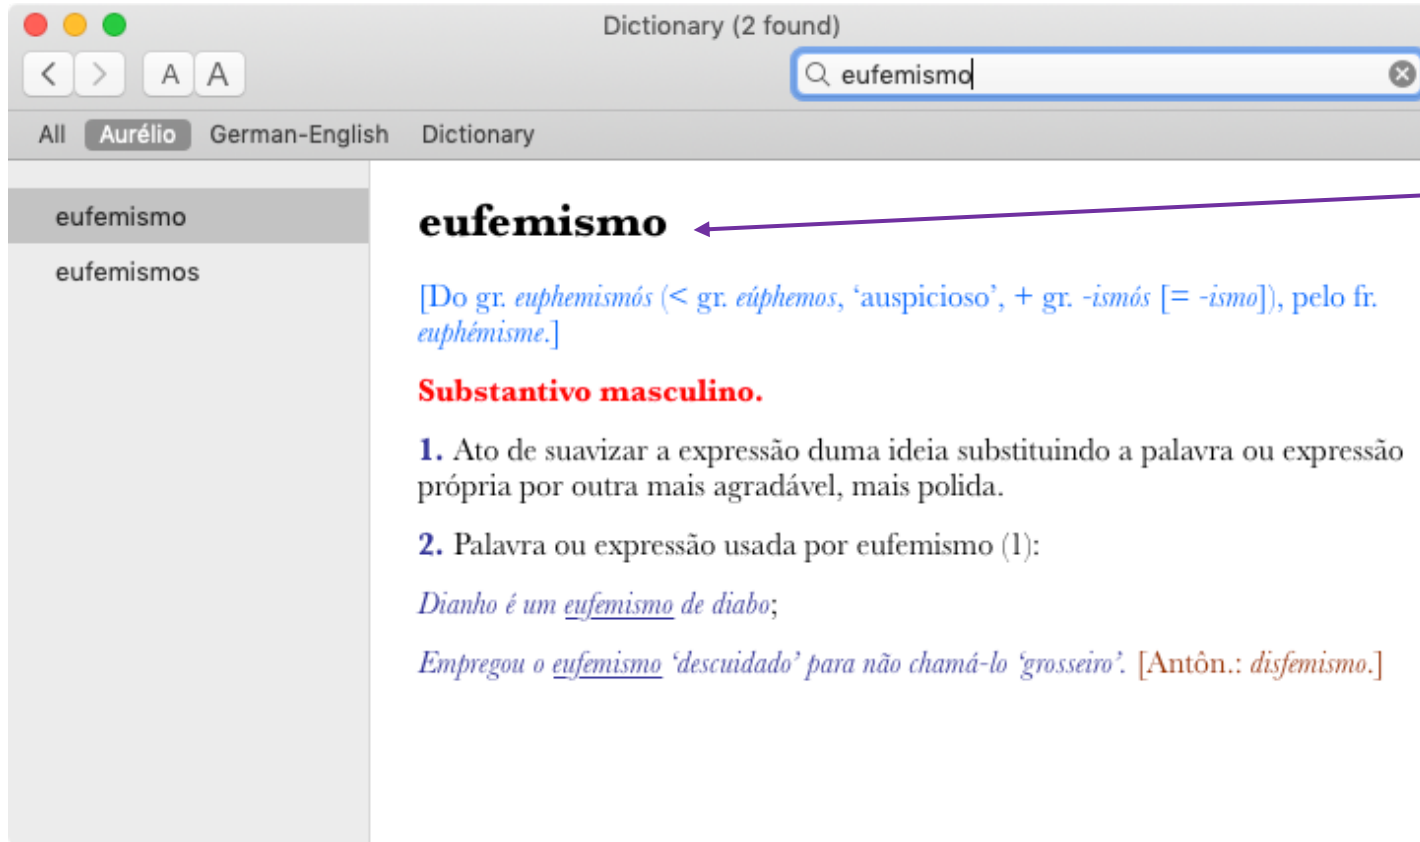 Dictionary (2 found)
A A
eufemismo
All Aurélio German-English Dictionary
eufemismo
eufemismos
eufemismo
[Do gr. euphemismós (< gr. eúphemos, ‘auspicioso’, + gr. -ismós [= -ismo]), pelo fr.
euphémisme.]
Substantivo masculino.
1. Ato de suavizar a expressão duma ideia substituindo a palavra ou expressão
própria por outra mais agradável, mais polida.
2. Palavra ou expressão usada por eufemismo (1):
Dianho é um eufemismo de diabo;
Empregou o eufemismo ‘descuidado’ para não chamá-lo ‘grosseiro’. [Antôn.: disfemismo.]